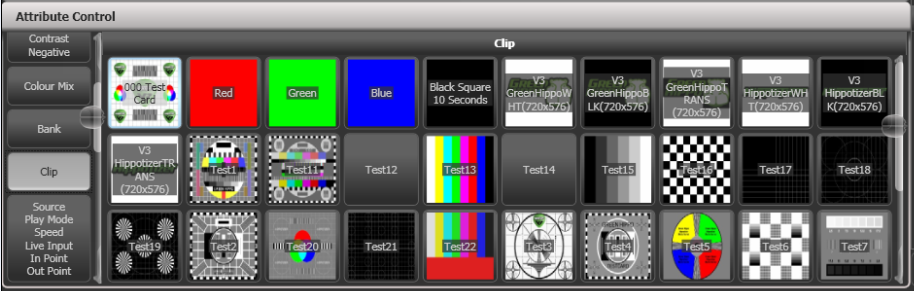 Attribute Control
Contrast
Negative
Colour Mix
Bank
Clip
Source
Play Mode
Speed
Live Input
In Point
Out Point
Clip
000 Test
Card
Red
Green
Blue
Black Square
10 Seconds
V3
GreenHippoW
HT(720x576)
V3
GreenHippoB
LK(720x576)
V3
GreenHippoT
RANS
(720x576)
V3
HippotizerWH
T(720x576)
V3
HippotizerBL
K(720x576)
V3
HippotizerTR
ANS
(720x576)
Test1
Test11
Test12
Test13
Test14
Test15
Test16
Test17
Test18
Test19
Test2
Test20
Test21
Test22
Test3
Test4
Test5
Test6
Test7